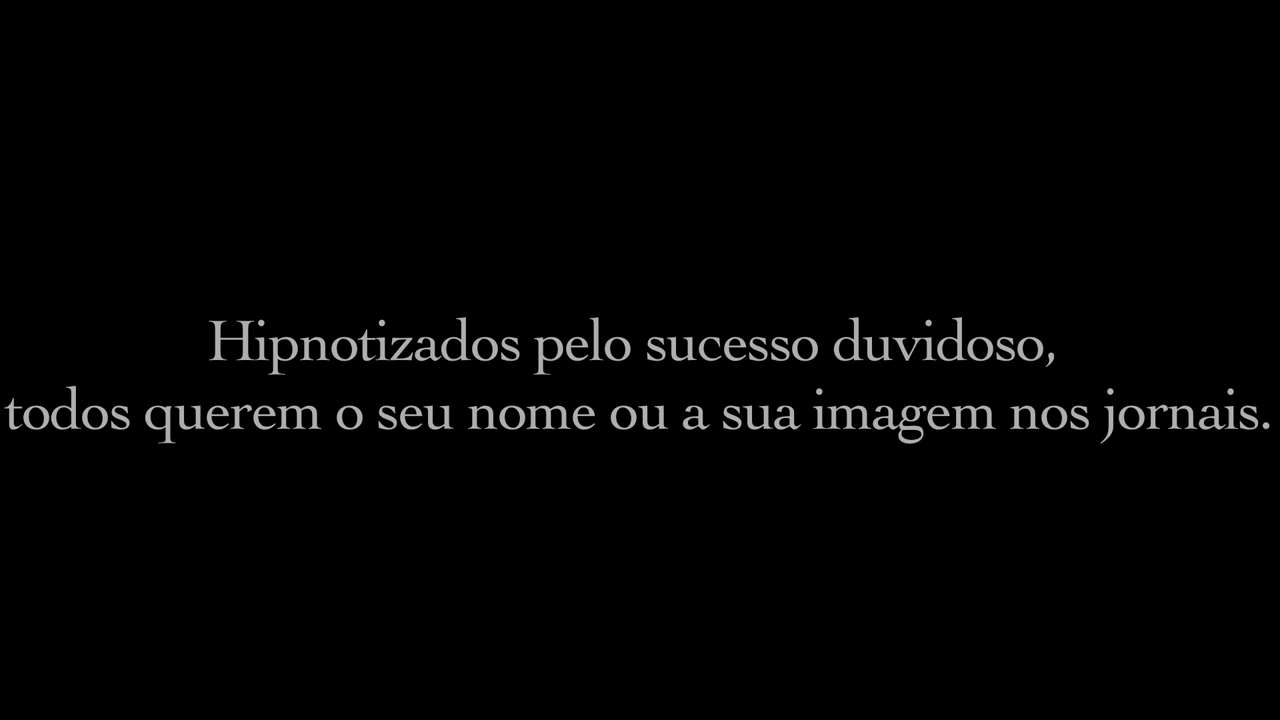 Hipnotizados pelo sucesso duvidoso,
todos querem o seu nome ou a sua imagem nos jornais.